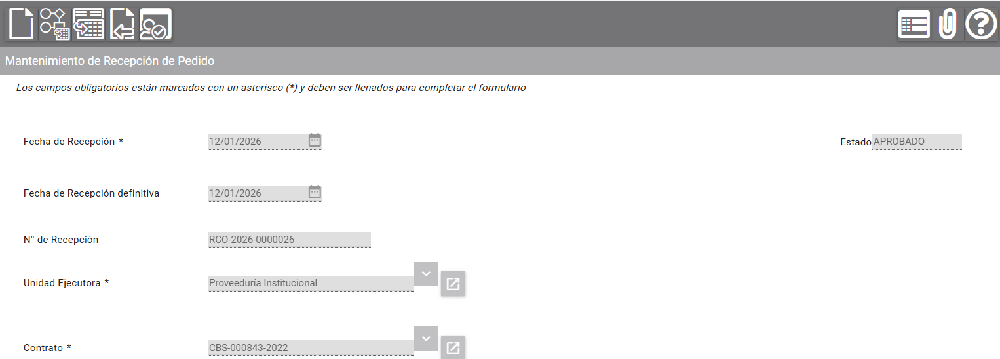 Mantenimiento de Recepción de Pedido
Los campos obligatorios están marcados con un asterisco (*) y deben ser llenados para completar el formulario
Fecha de Recepción * 12/01/2026 Estado APROBADO
Fecha de Recepción definitiva 12/01/2026
N° de Recepción RCO-2026-0000026
Unidad Ejecutora * Proveeduría Institucional
Contrato * CBS-000843-2022